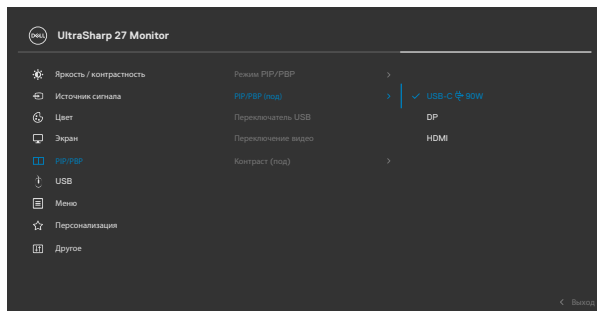 DELL UltraSharp 27 Monitor
Яркость / контрастность Режим PIP/PBP
Источник сигнала PIP/PBP (под) USB-C 90W
Цвет Переключатель USB DP
Экран Переключение видео HDMI
PIP/PBP Контраст (под)
USB
Меню
Персонализация
Другое
Выход